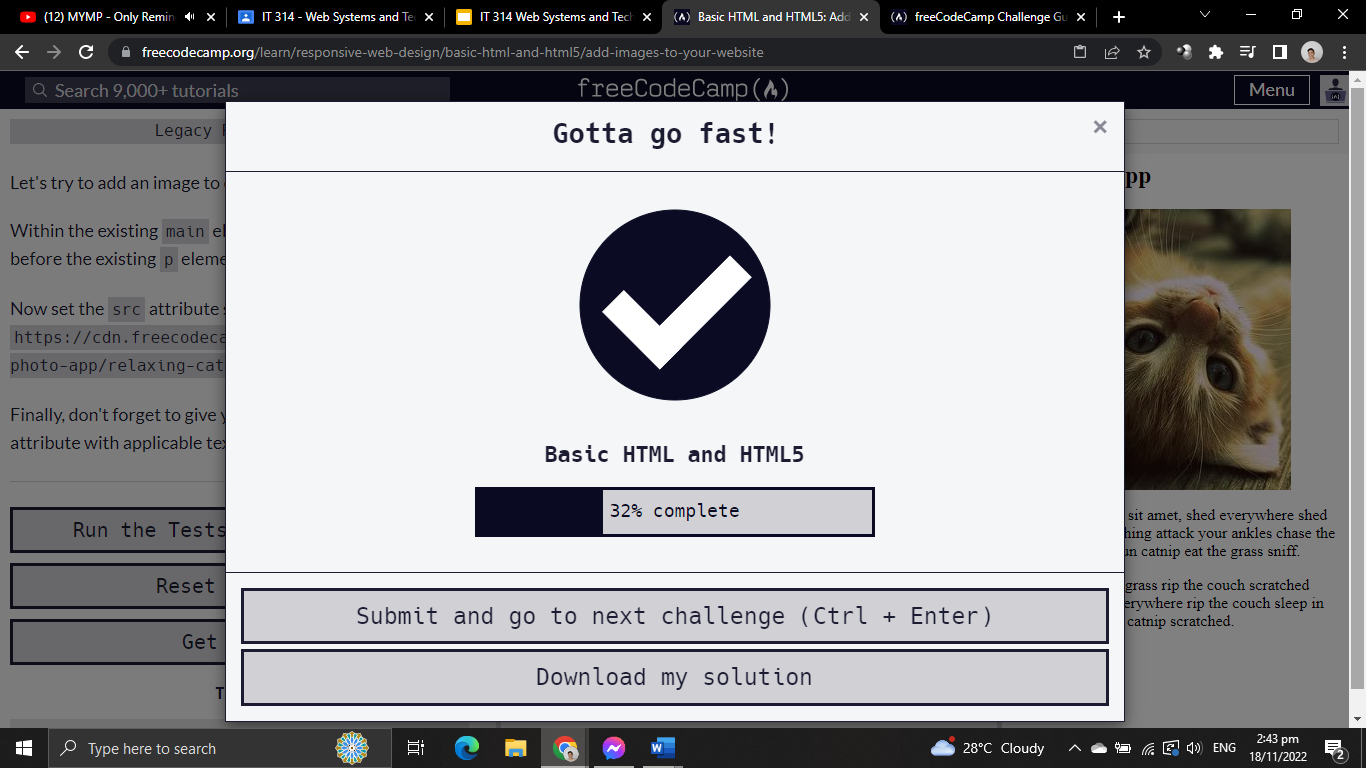 (12) MYMP - Only Remin
IT 314 - Web Systems and Te
IT 314 Web Systems and Tech
Basic HTML and HTML5: Add
freeCodeCamp Challenge Gu
freecodecamp.org/learn/responsive-web-design/basic-html-and-html5/add-images-to-your-website
Search 9,000+ tutorials
freeCodeCamp
Menu
Legacy
Let's try to add an image to
Within the existing main el
before the existing p eleme
Now set the src attribute s
https://cdn.freecodeca
photo-app/relaxing-cat
Finally, don't forget to give y
attribute with applicable tex
Run the Tests
Reset
Get
T
Gotta go fast!
×
Basic HTML and HTML5
32% complete
Submit and go to next challenge (Ctrl + Enter)
Download my solution
pp
sit amet, shed everywhere shed
hing attack your ankles chase the
un catnip eat the grass sniff.
grass rip the couch scratched
erywhere rip the couch sleep in
catnip scratched.
Type here to search
28°C Cloudy
ENG
2:43 pm
18/11/2022
2